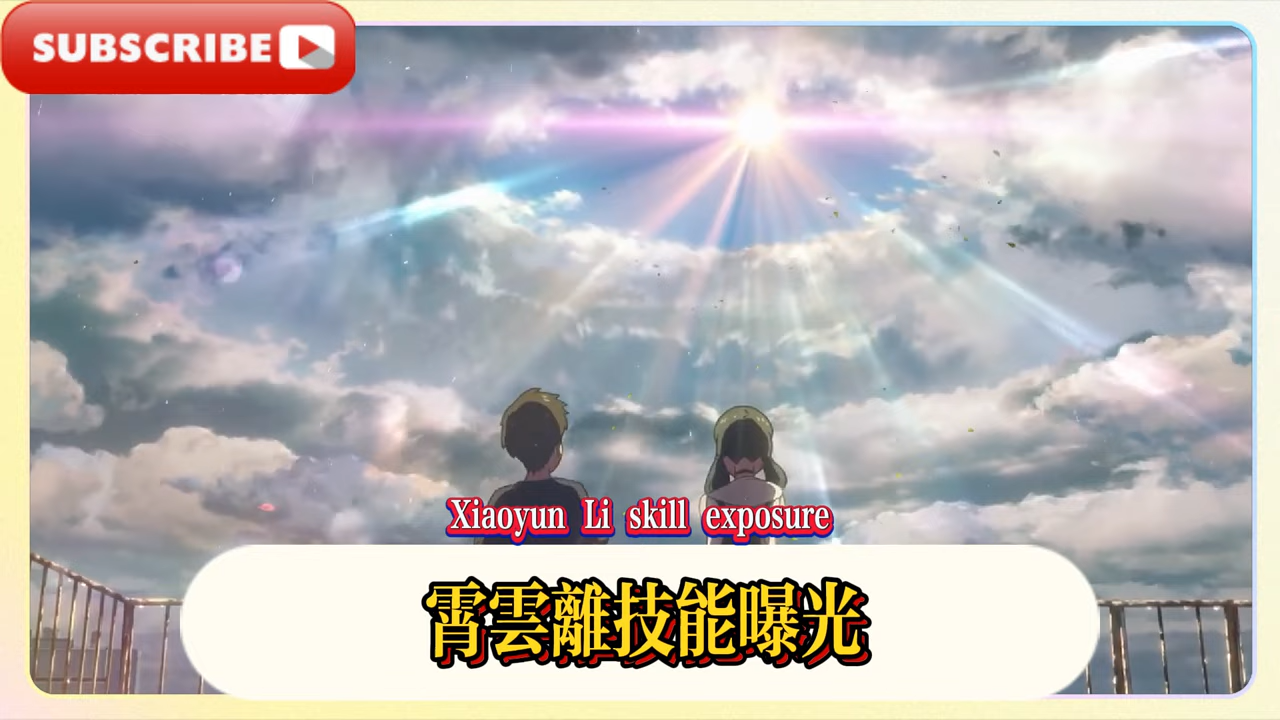 SUBSCRIBE
Xiaoyun Li skill exposure
霄雲離技能曝光